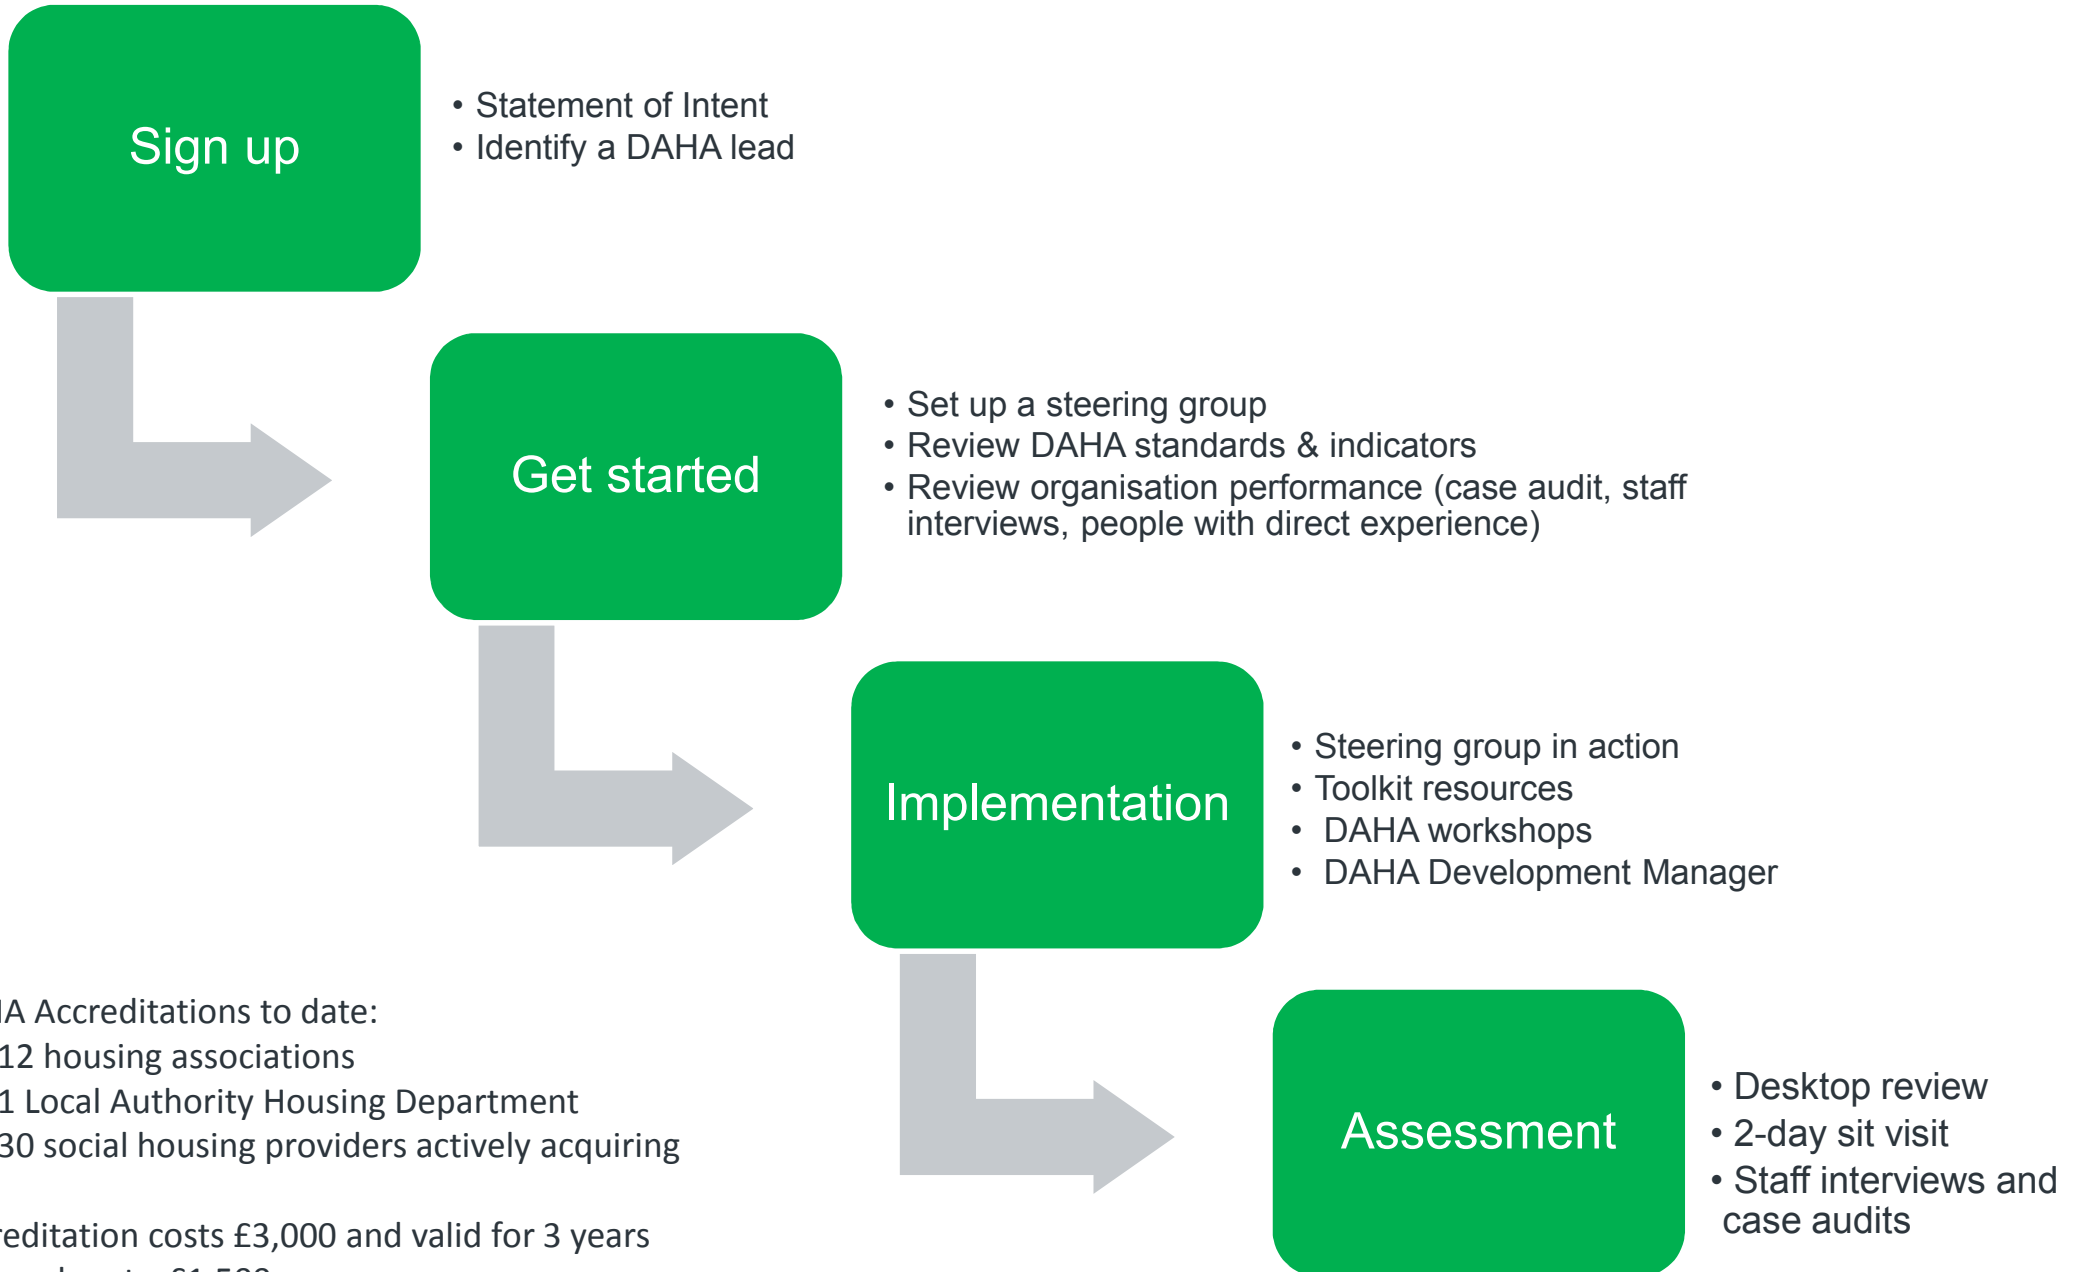 Sign up
• Statement of Intent
• Identify a DAHA lead
Get started
• Set up a steering group
• Review DAHA standards & indicators
• Review organisation performance (case audit, staff
interviews, people with direct experience)
Implementation
• Steering group in action
• Toolkit resources
• DAHA workshops
• DAHA Development Manager
Assessment
• Desktop review
• 2-day sit visit
• Staff interviews and
case audits
Accreditations to date:
12 housing associations
1 Local Authority Housing Department
30 social housing providers actively acquiring
reditation costs £3,000 and valid for 3 years